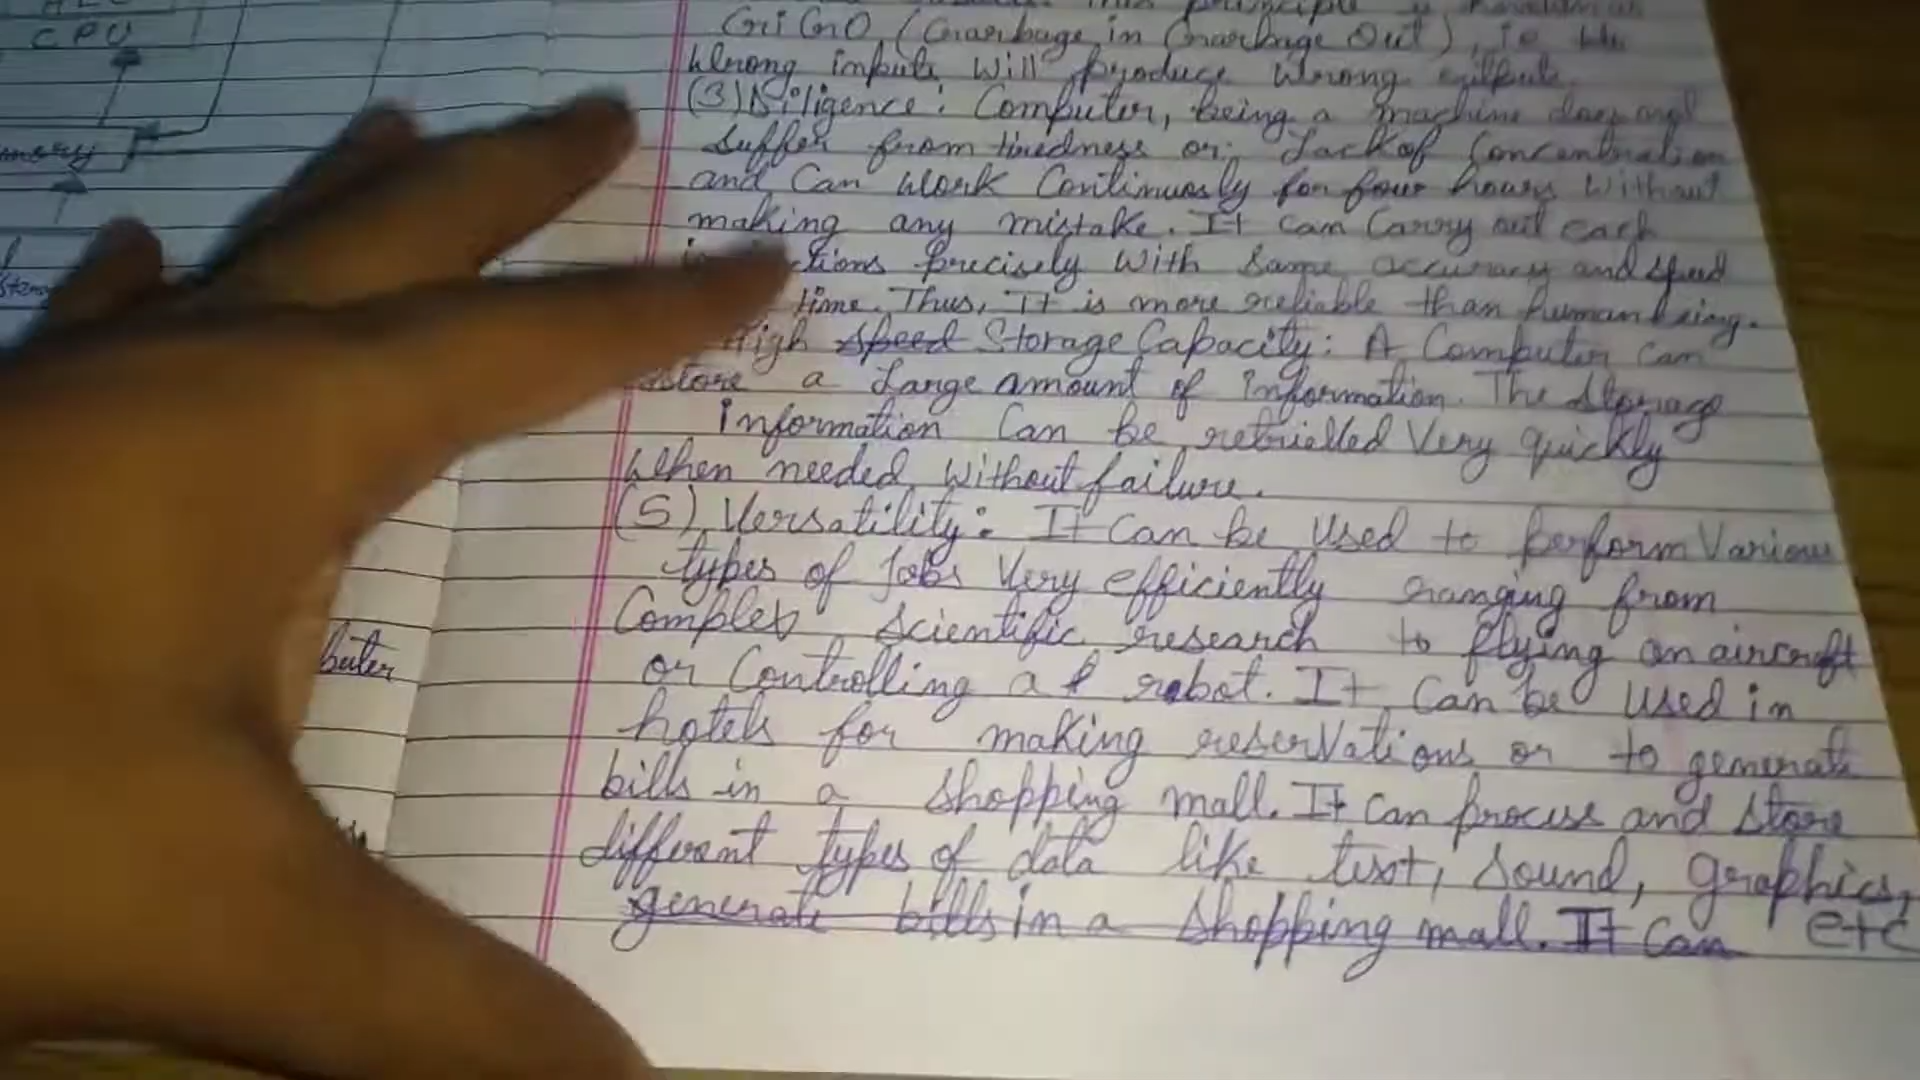 CPU
GIGO (Garbage in Garbage Out), ie the
Wrong inputs Will produce Wrong outputs
(3) Diligence: Computer, being a machine does not
suffer from tiredness or Lack of Concentration
and Can Work Continuosly for four hours Without
making any mistake. It can Carry out each
precisely With same accuracy and speed
time. Thus, It is more reliable than human being.
High speed Storage Capacity: A Computer can
store a Large amount of information. The storage
information Can be retrielled Very quickly
When needed Without failure.
(5) Versatility: It Can be Used to perform Various
types of Jobs Very efficiently ranging from
Complex scientific research to flying an aircraft
or Controlling a robot. It Can be Used in
hotels for making reservations or to generate
bills in a shopping mall. It Can process and store
different types of data like text, sound, graphics,
generate bills in a shopping mall. It Can etc